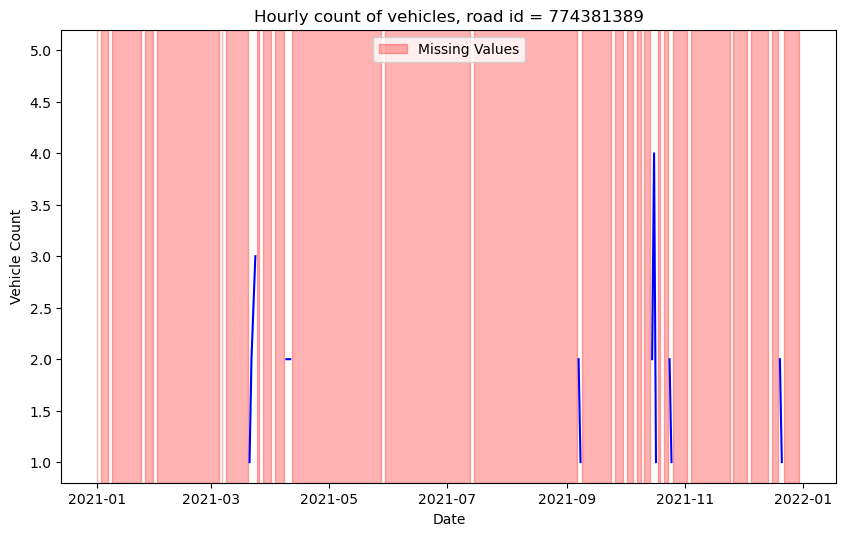 Hourly count of vehicles, road id = 774381389
Missing Values
Vehicle Count
5.0
4.5
4.0
3.5
3.0
2.5
2.0
1.5
1.0
2021-01 2021-03 2021-05 2021-07 2021-09 2021-11 2022-01
Date